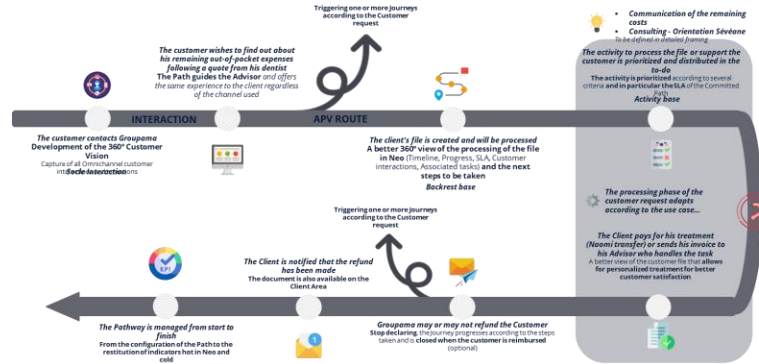 Triggering one or more Journeys
according to the Customer
request
• Communication of the remaining
costs
• Consulting - Orientation Sévéane
To be defined in detailed framing
The customer wishes to find out about
his remaining out-of-pocket expenses
following a quote from his dentist
The Path guides the Advisor and offers
the same experience to the client regardless
of the channel used
The activity to process the file or support the
customer is prioritized and distributed in the
to-do
The activity is prioritized according to several
criteria and in particular the SLA of the Committed
Path
Activity base
INTERACTION
APV ROUTE
The customer contacts Groupama
Development of the 360° Customer
Vision
Capture of all Omnichannel customer
Socle Interaction
The client's file is created and will be processed
A better 360° view of the processing of the file
in Neo (Timeline, Progress, SLA, Customer
interactions, Associated tasks) and the next
steps to be taken
Backrest base
The processing phase of the
customer request adapts
according to the use case...
Triggering one or more Journeys
according to the Customer
request
The Client pays for his treatment
(Noomi transfer) or sends his invoice to
his Advisor who handles the task
A better view of the customer file that allows
for personalized treatment for better
customer satisfaction
The Client is notified that the refund
has been made
The document is also available on the
Client Area
KPI
The Pathway is managed from start to
finish
From the configuration of the Path to the
restitution of indicators hot in Neo and
cold
1
Groupama may or may not refund the Customer
Stop declaring, the Journey progresses according to the steps
taken and is closed when the customer is reimbursed
(optional)